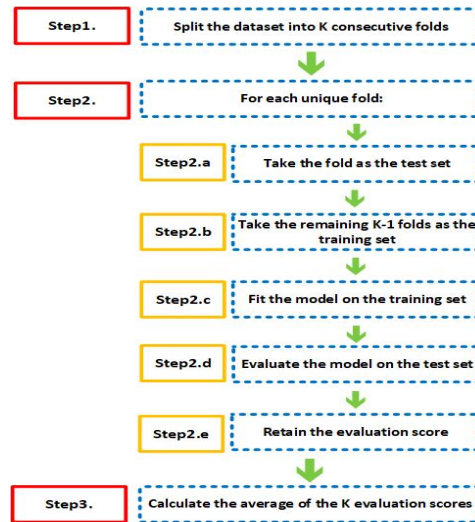 Step1.
Split the dataset into K consecutive folds
Step2.
For each unique fold:
Step2.a
Take the fold as the test set
Step2.b
Take the remaining K-1 folds as the
training set
Step2.c
Fit the model on the training set
Step2.d
Evaluate the model on the test set
Step2.e
Retain the evaluation score
Step3.
Calculate the average of the K evaluation scores